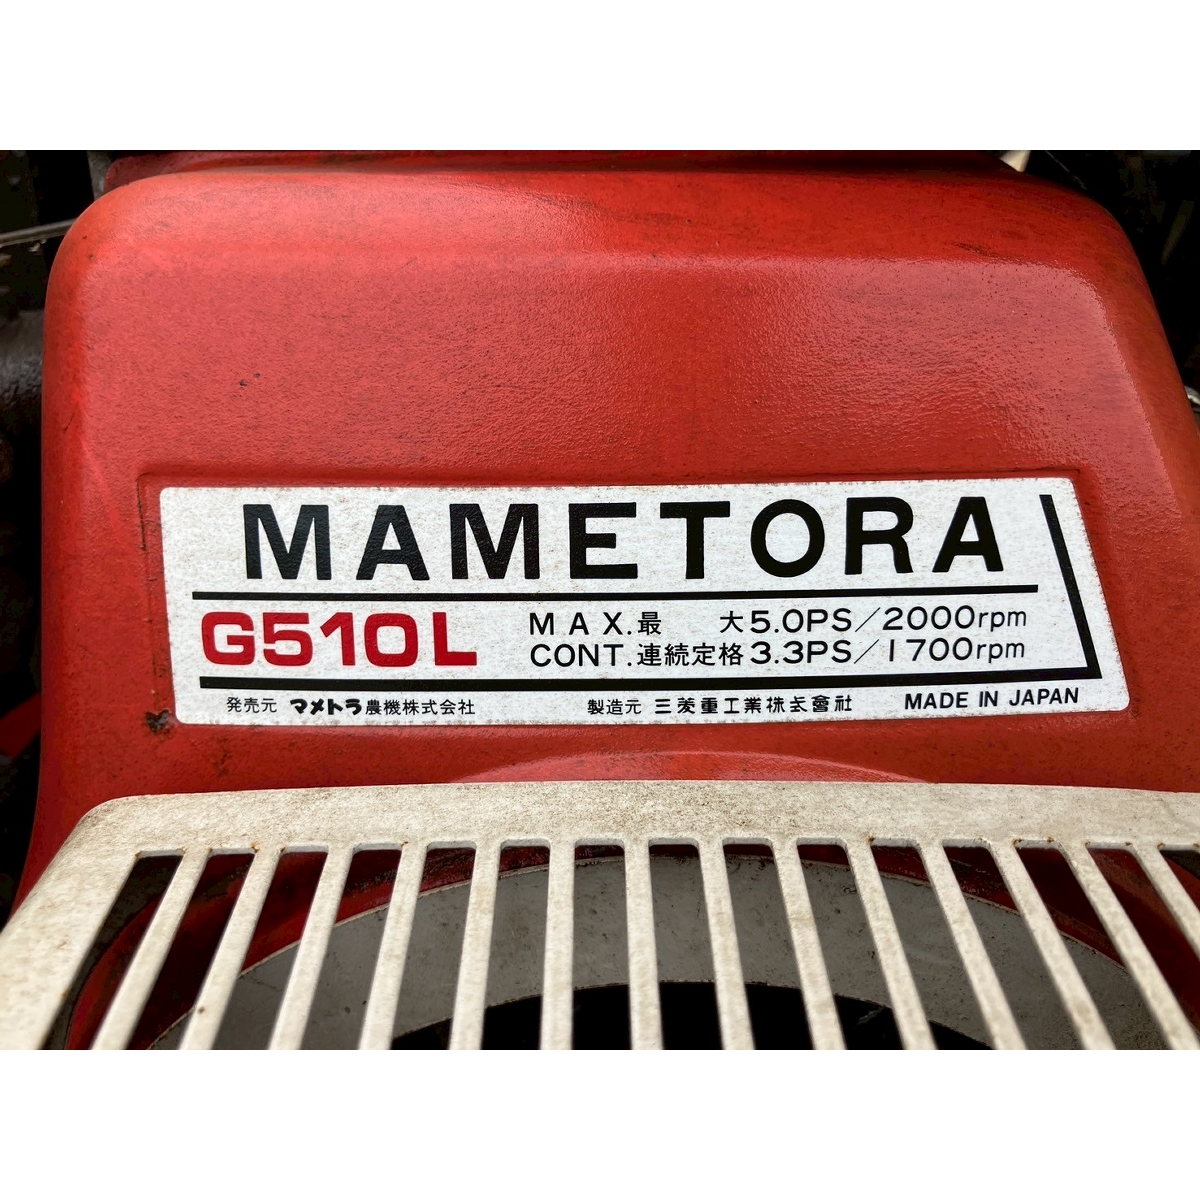 MAMETORA
G510L
MAX.最 大5.0PS/2000rpm
CONT.連続定格3.3PS/1700rpm
発売元 マメトラ農機株式会社 製造元 三菱重工業株式會社 MADE IN JAPAN